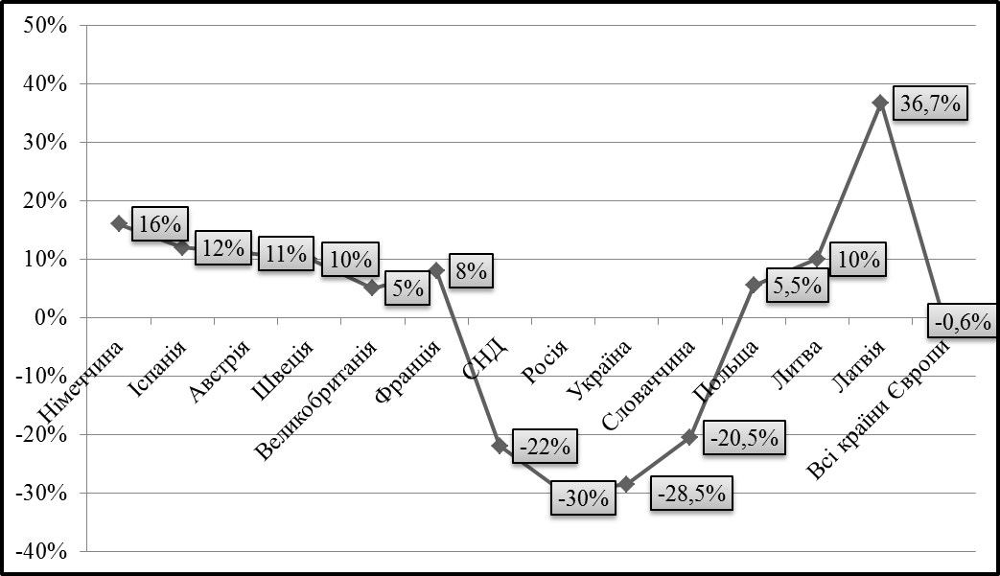 50%
40%
30%
20%
10%
0%
-10%
-20%
-30%
-40%
16%
12%
11%
10%
5%
8%
-22%
-30%
-28,5%
-20,5%
5,5%
10%
36,7%
-0,6%
Німеччина
Іспанія
Австрія
Швеція
Великобританія
Франція
СНД
Росія
Україна
Словаччина
Польша
Литва
Латвія
Всі країни Європи